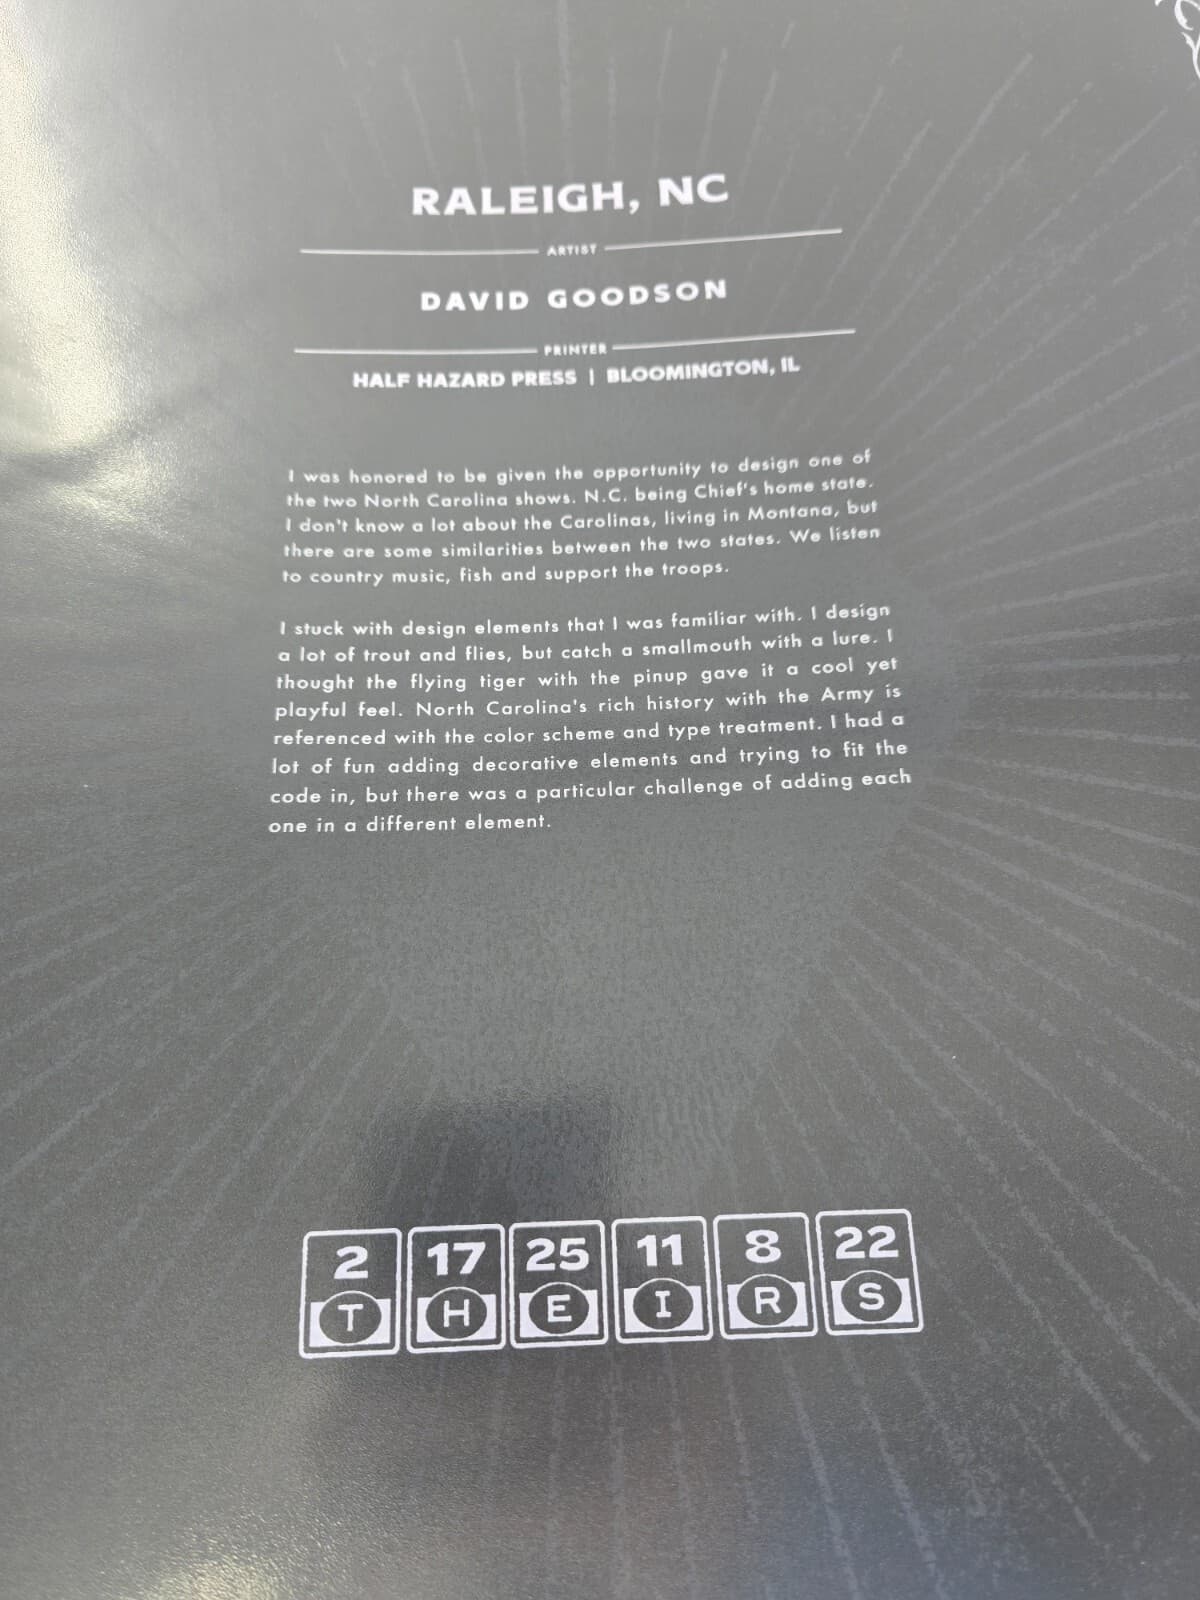 RALEIGH, NC
ARTIST
DAVID GOODSON
PRINTER
HALF HAZARD PRESS | BLOOMINGTON, IL
I was honored to be given the opportunity to design one of
the two North Carolina shows. N.C. being Chief's home state.
I don't know a lot about the Carolinas, living in Montana, but
there are some similarities between the two states. We listen
to country music, fish and support the troops.
I stuck with design elements that I was familiar with. I design
a lot of trout and flies, but catch a smallmouth with a lure. I
thought the flying tiger with the pinup gave it a cool yet
playful feel. North Carolina's rich history with the Army is
referenced with the color scheme and type treatment. I had a
lot of fun adding decorative elements and trying to fit the
code in, but there was a particular challenge of adding each
one in a different element.
2 17 25 11 8 22
T H E I R S